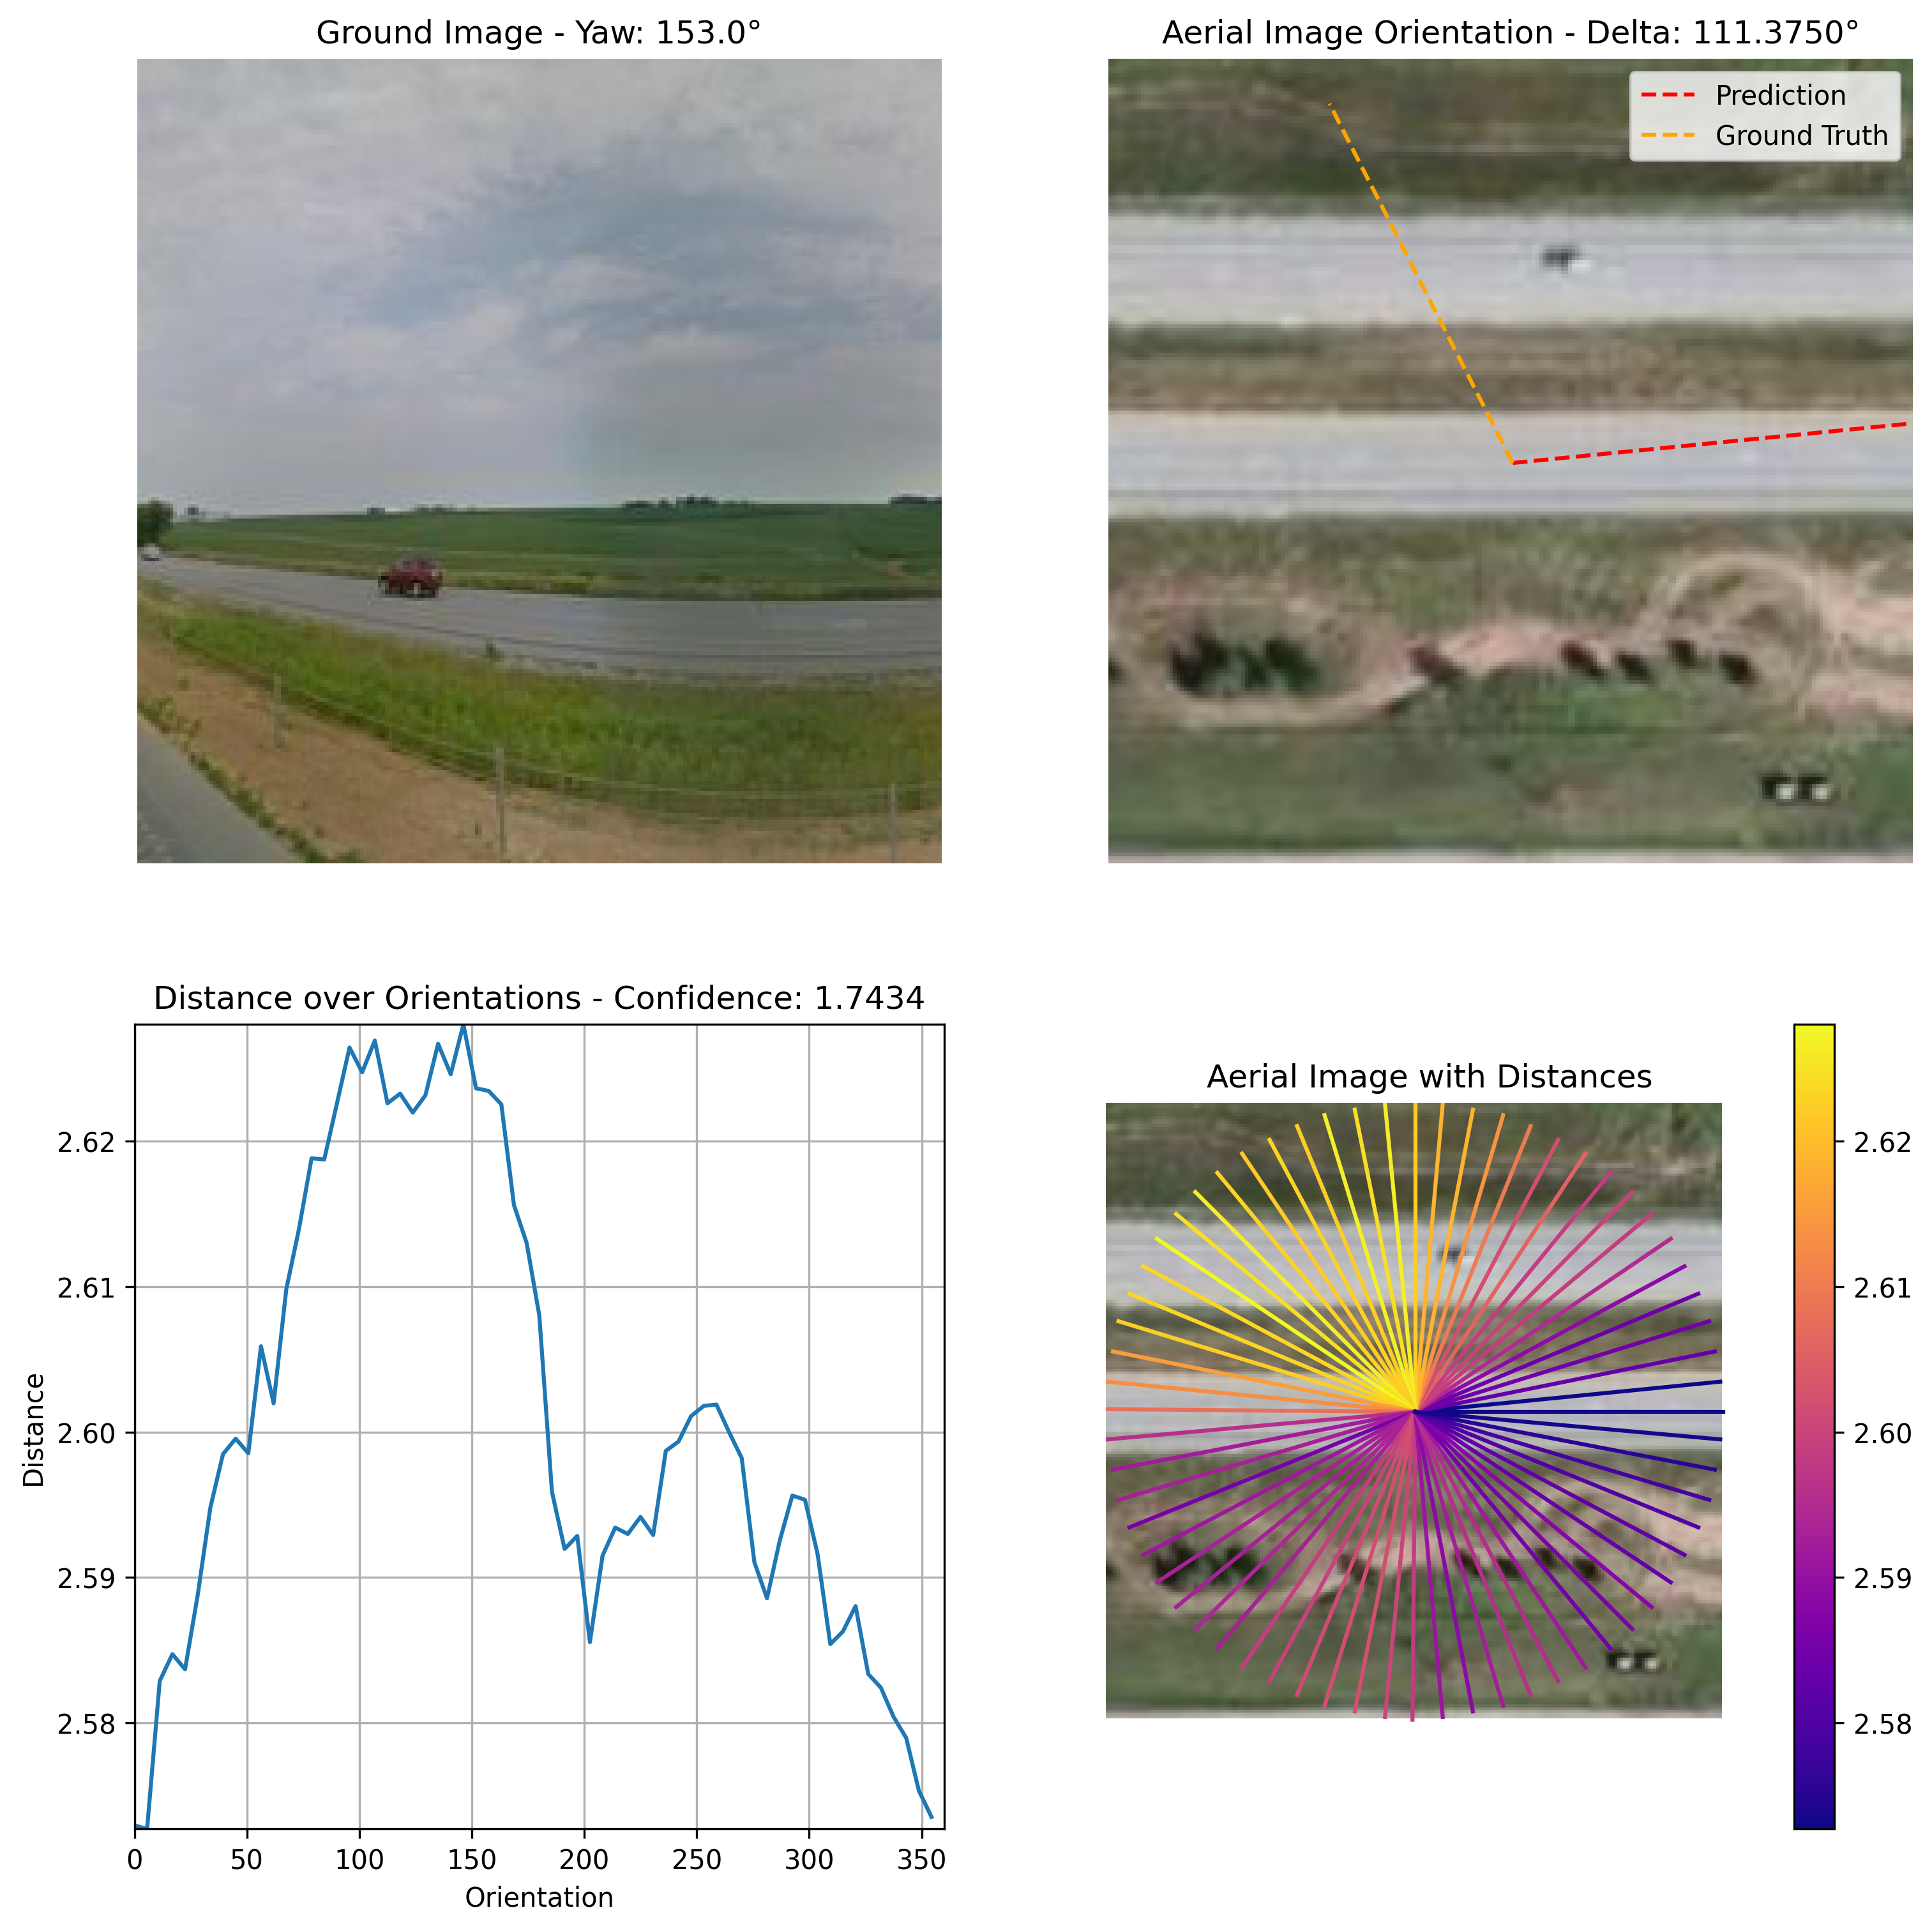 Ground Image - Yaw: 153.0°
Aerial Image Orientation - Delta: 111.3750°
Prediction
Ground Truth
Distance over Orientations - Confidence: 1.7434
2.62
2.61
2.60
2.59
2.58
Distance
0 50 100 150 200 250 300 350
Orientation
Aerial Image with Distances
2.62
2.61
2.60
2.59
2.58